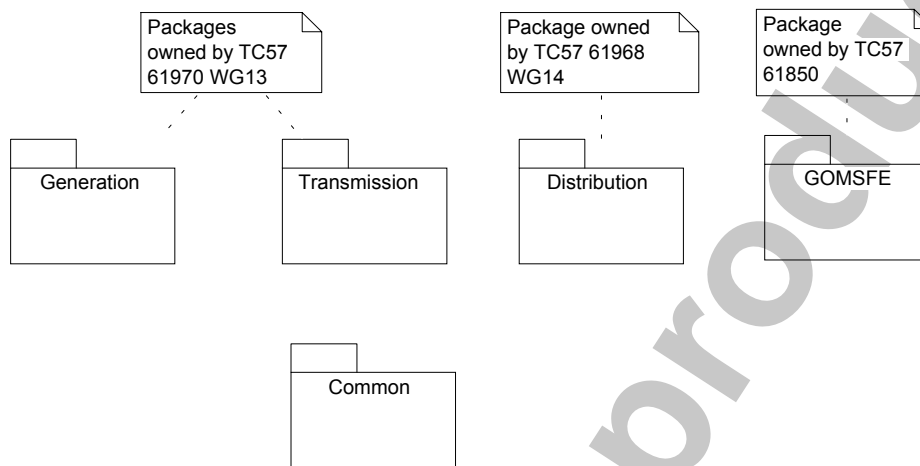 Packages
owned by TC57
61970 WG13
Package owned
by TC57 61968
WG14
Package
owned by TC57
61850
Generation
Transmission
Distribution
GOMSFE
Common
produ